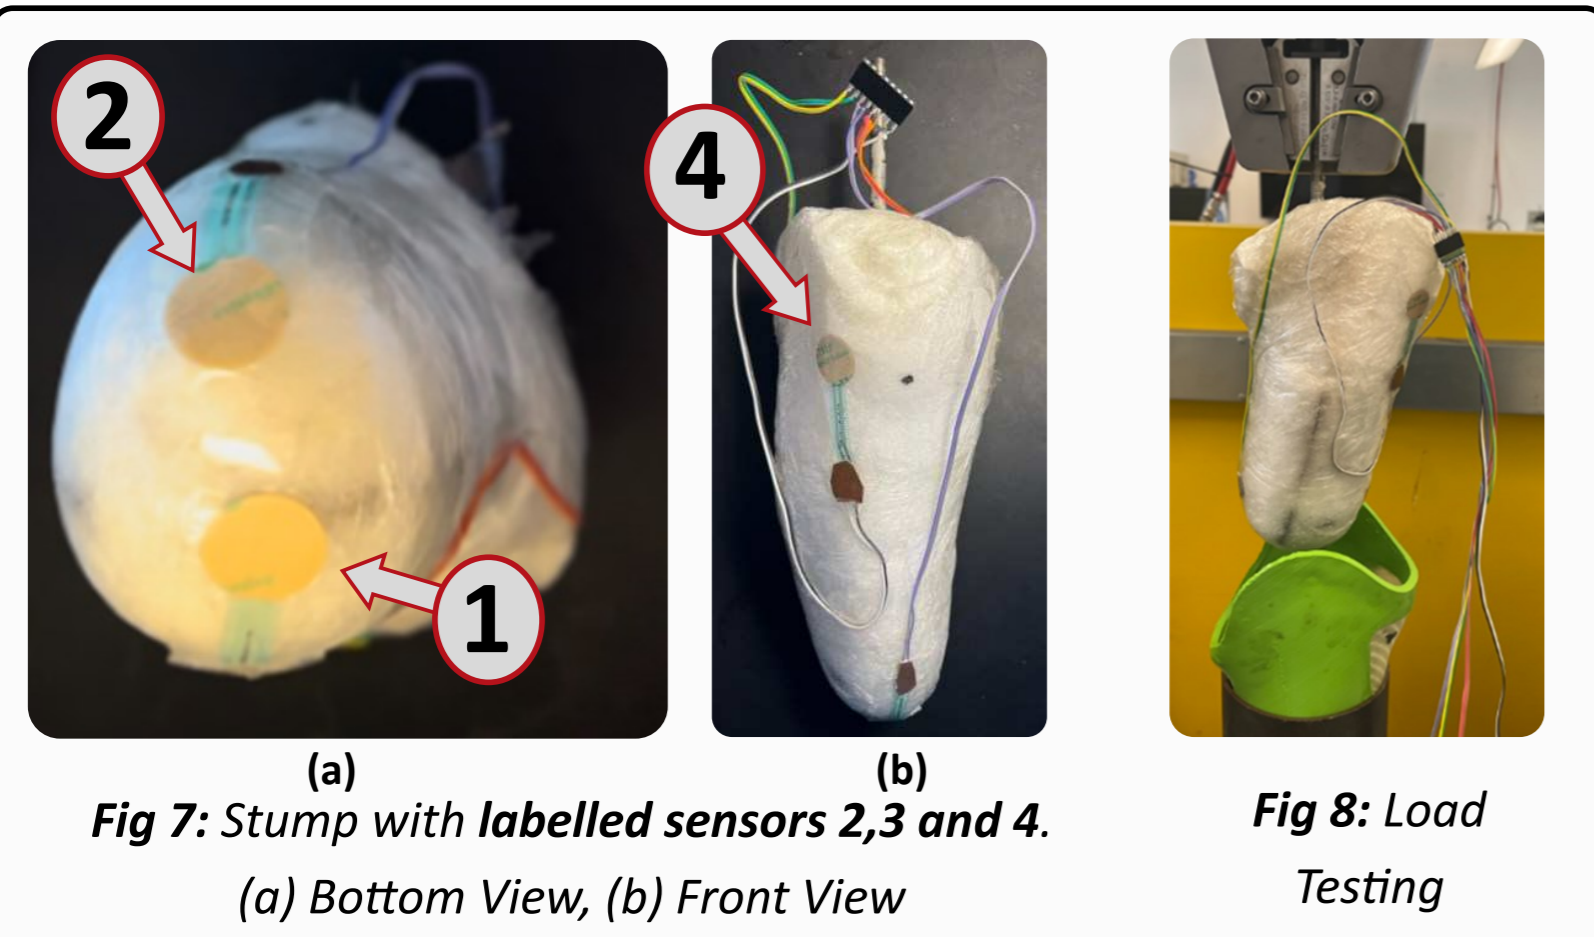 2
4
1
(a)
(b)
Fig 7: Stump with labelled sensors 2,3 and 4.
(a) Bottom View, (b) Front View
Fig 8: Load
Testing